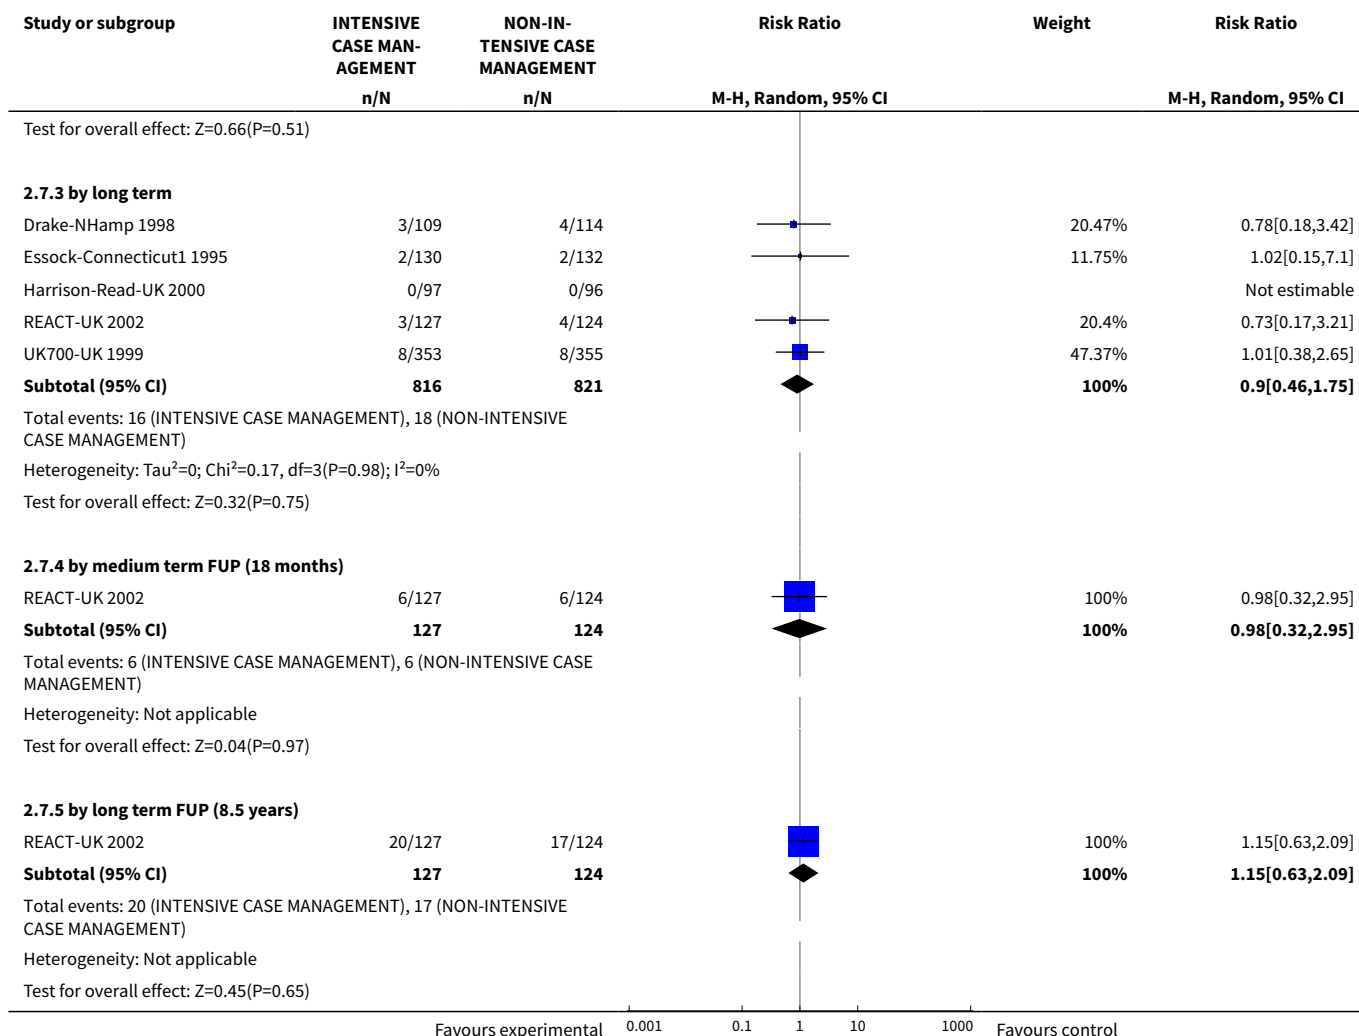 Study or subgroup INTENSIVE CASE MAN- AGEMENT NON-IN- TENSIVE CASE MANAGEMENT Risk Ratio Weight Risk Ratio
n/N n/N M-H, Random, 95% CI M-H, Random, 95% CI
Test for overall effect: Z=0.66(P=0.51)
2.7.3 by long term
Drake-NHamp 1998 3/109 4/114 20.47% 0.78[0.18,3.42]
Essock-Connecticut1 1995 2/130 2/132 11.75% 1.02[0.15,7.1]
Harrison-Read-UK 2000 0/97 0/96 Not estimable
REACT-UK 2002 3/127 4/124 20.4% 0.73[0.17,3.21]
UK700-UK 1999 8/353 8/355 47.37% 1.01[0.38,2.65]
Subtotal (95% CI) 816 821 100% 0.9[0.46,1.75]
Total events: 16 (INTENSIVE CASE MANAGEMENT), 18 (NON-INTENSIVE
CASE MANAGEMENT)
Heterogeneity: Tau²=0; Chi²=0.17, df=3(P=0.98); I²=0%
Test for overall effect: Z=0.32(P=0.75)
2.7.4 by medium term FUP (18 months)
REACT-UK 2002 6/127 6/124 100% 0.98[0.32,2.95]
Subtotal (95% CI) 127 124 100% 0.98[0.32,2.95]
Total events: 6 (INTENSIVE CASE MANAGEMENT), 6 (NON-INTENSIVE CASE
MANAGEMENT)
Heterogeneity: Not applicable
Test for overall effect: Z=0.04(P=0.97)
2.7.5 by long term FUP (8.5 years)
REACT-UK 2002 20/127 17/124 100% 1.15[0.63,2.09]
Subtotal (95% CI) 127 124 100% 1.15[0.63,2.09]
Total events: 20 (INTENSIVE CASE MANAGEMENT), 17 (NON-INTENSIVE
CASE MANAGEMENT)
Heterogeneity: Not applicable
Test for overall effect: Z=0.45(P=0.65)
Favours experimental 0.001 0.1 1 10 1000 Favours control